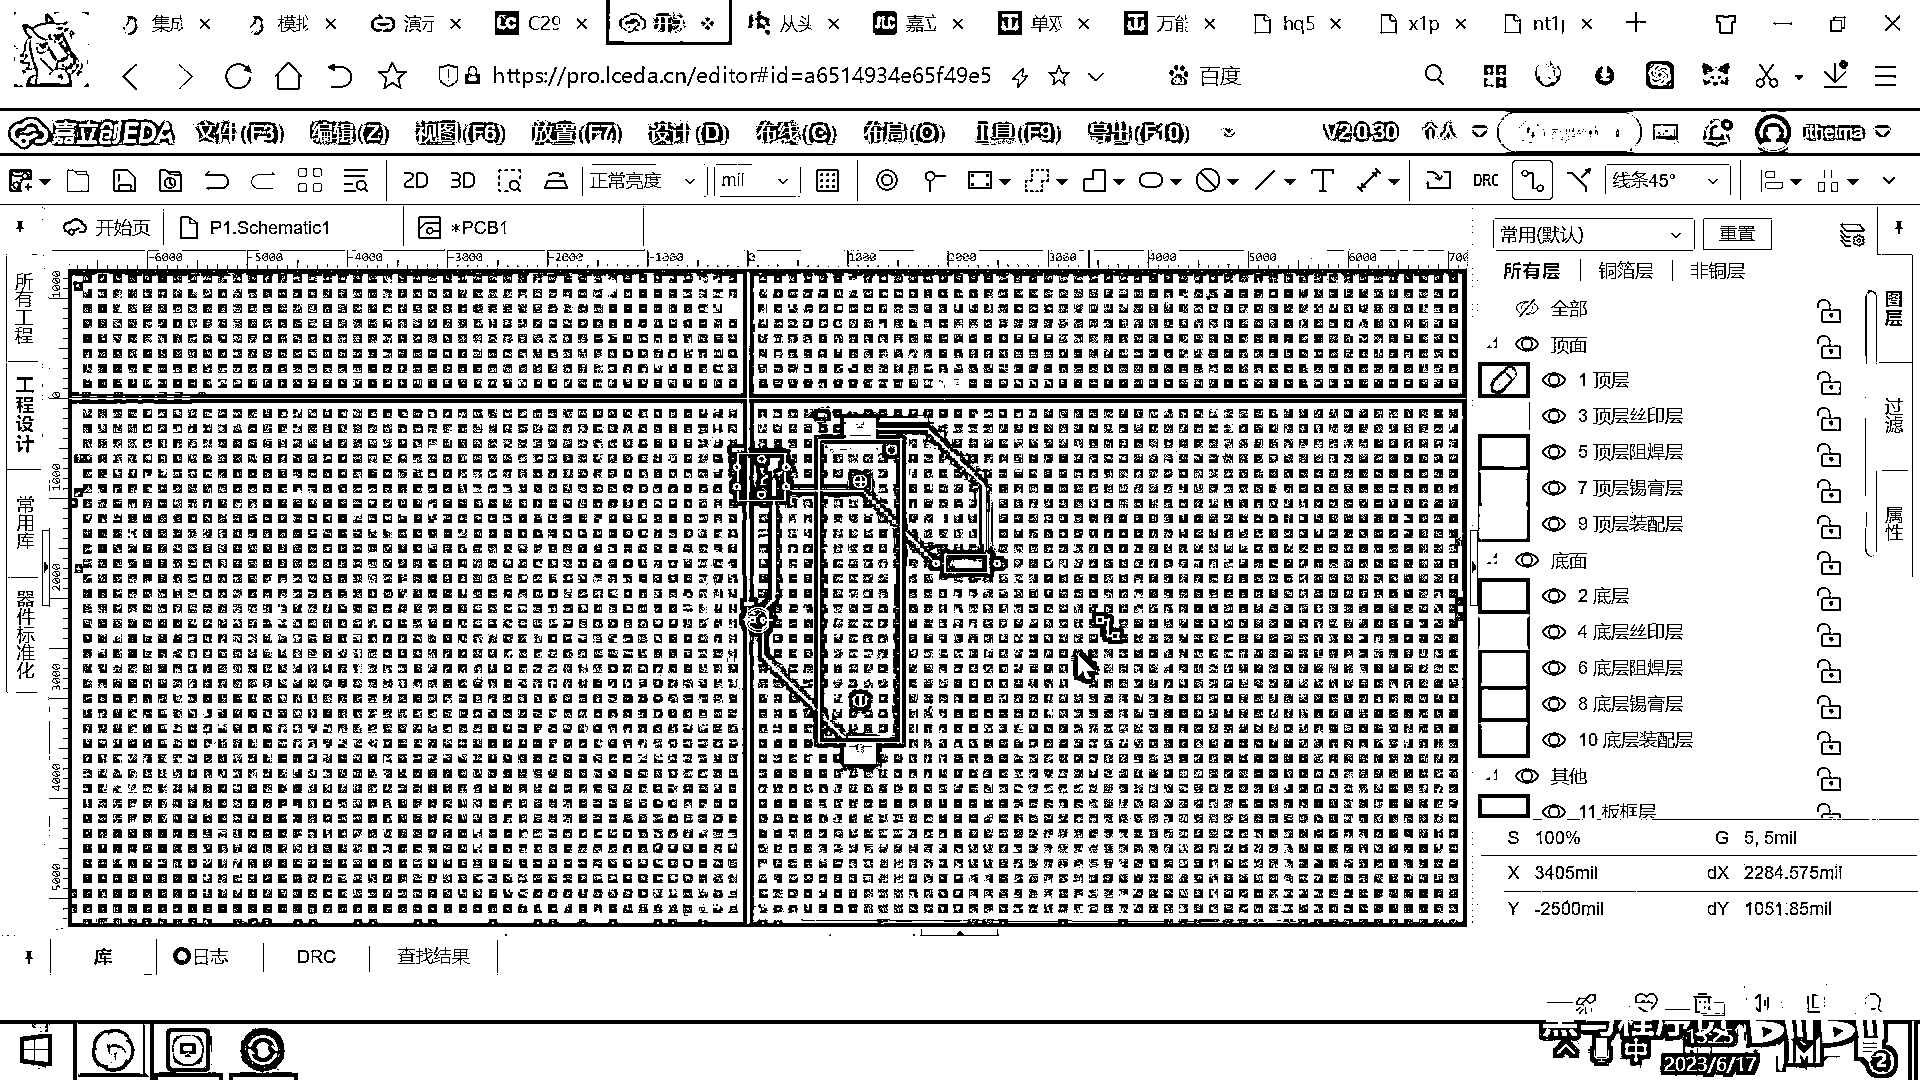 集成 模拟 演示 C29 从头 嘉立 单双 万能 hq5 x1p nt1j
https://pro.lceda.cn/editor#id=a6514934e65f49e5 百度
嘉立创EDA 文件(F3) 编辑(Z) 视图(F6) 放置(F7) 设计(D) 布线(C) 布局(O) 工具(F9) 导出(F10) V2.0.30 个人 itheima
2D 3D 正常亮度 mil DRC 线条45°
开始页 P1.Schematic1 *PCB1
常用(默认) 重置
所有层 铜箔层 非铜层
全部
顶面
1 顶层
3 顶层丝印层
5 顶层阻焊层
7 顶层锡膏层
9 顶层装配层
底面
2 底层
4 底层丝印层
6 底层阻焊层
8 底层锡膏层
10 底层装配层
其他
11 板框层
所有工程
工程设计
常用库
器件标准化
图层
过滤
属性
-6000 -5000 -4000 -3000 -2000 -1000 0 1000 2000 3000 4000 5000 6000 700
S 100% G 5, 5mil
X 3405mil dX 2284.575mil
Y -2500mil dY 1051.85mil
库 日志 DRC 查找结果
中
15:25
2023/6/17
2